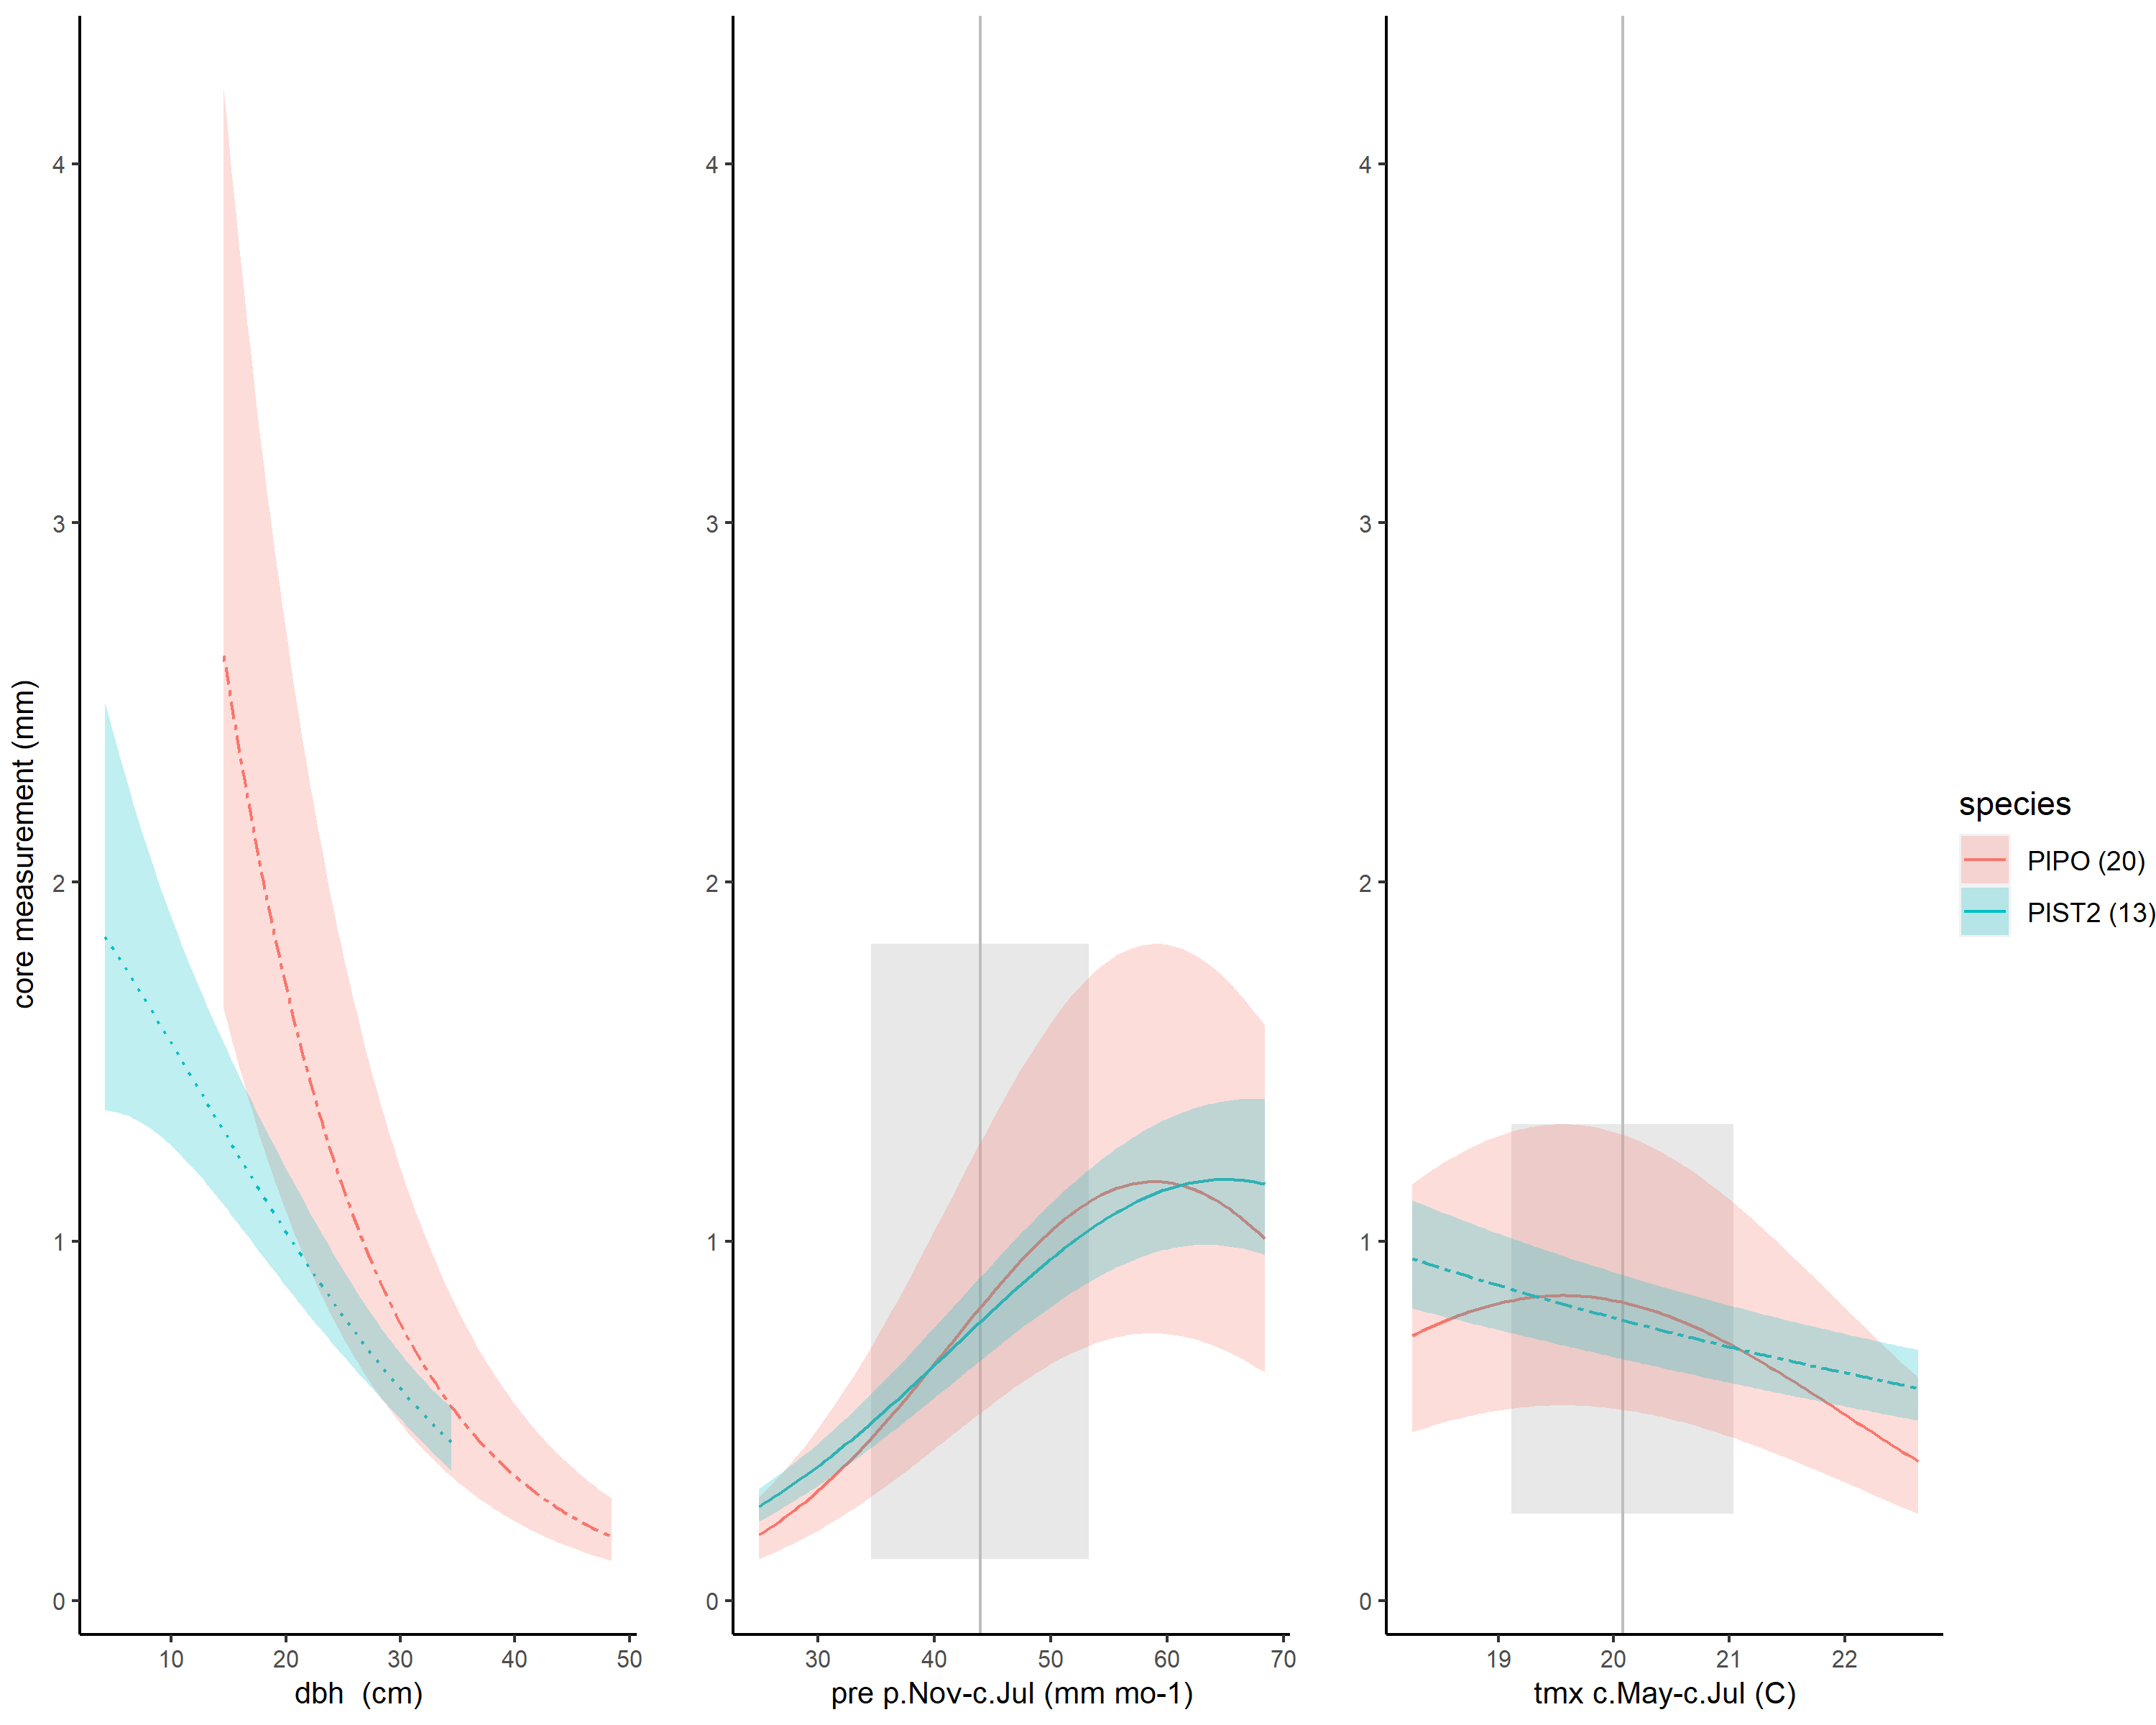 core measurement (mm)
4
3
2
1
0
10 20 30 40 50
dbh  (cm)
4
3
2
1
0
30 40 50 60 70
pre p.Nov-c.Jul (mm mo-1)
4
3
2
1
0
19 20 21 22
tmx c.May-c.Jul (C)
species
PIPO (20)
PIST2 (13)